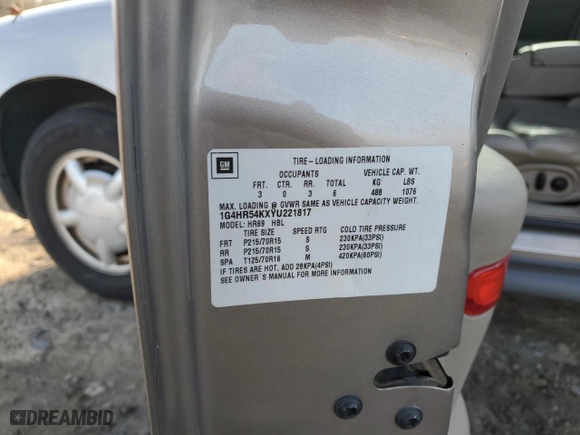 GM
TIRE-LOADING INFORMATION
OCCUPANTS VEHICLE CAP. WT.
FRT. CTR. RR. TOTAL KG LBS
3 0 3 6 488 1076
MAX. LOADING @ GVWR SAME AS VEHICLE CAPACITY WEIGHT.
1G4HR54KXYU221817
MODEL: HR69 HBL
TIRE SIZE SPEED RTG COLD TIRE PRESSURE
FRT P215/70R15 S 230KPA(33PSI)
RR P215/70R15 S 230KPA(33PSI)
SPA T125/70R16 M 420KPA(60PSI)
IF TIRES ARE HOT, ADD 28KPA(4PSI)
SEE OWNER'S MANUAL FOR MORE INFORMATION
DREAMBID